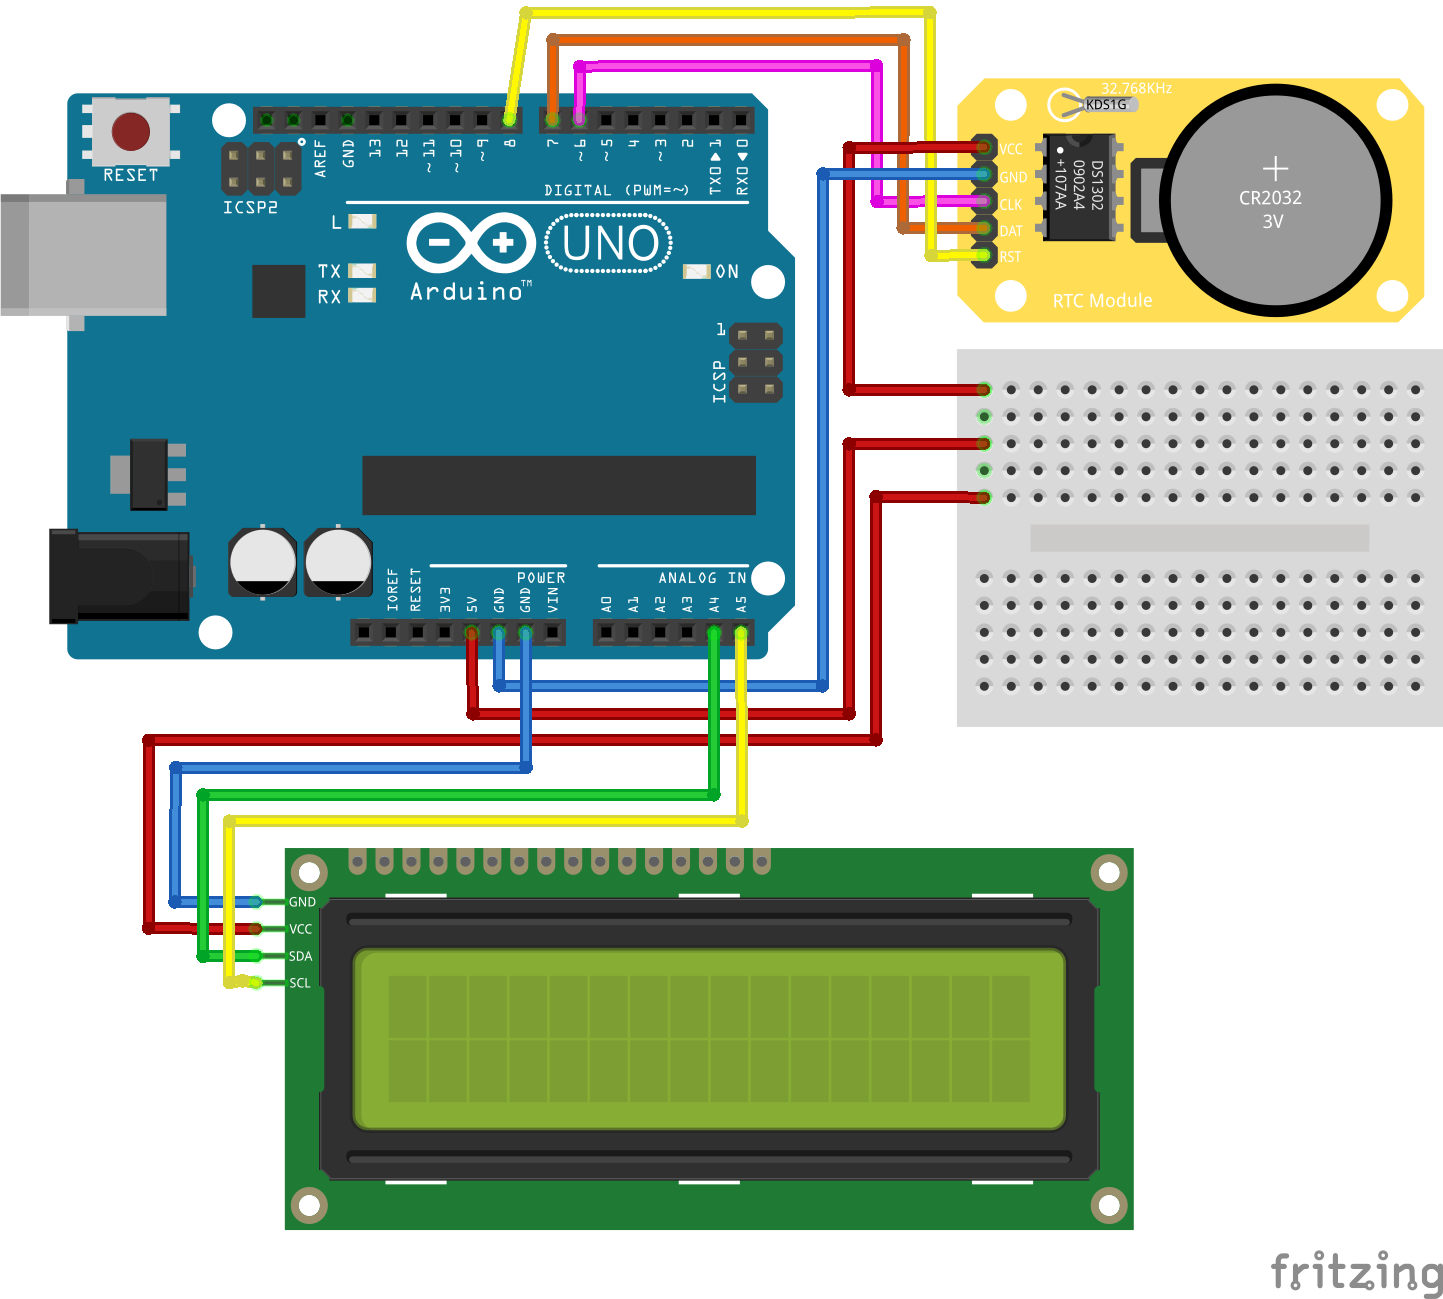 32.768KHz
KDS1G
RESET
ICSP2
AREF
GND
13
12
~11
~10
~9
8
7
~6
~5
4
~3
2
TX0▶1
RX0◀0
DIGITAL (PWM=~)
L
TX
RX
UNO
Arduino™
ON
1
ICSP
VCC
GND
CLK
DAT
RST
DS1302
0902A4
+107AA
CR2032
3V
RTC Module
IOREF
RESET
3V3
5V
GND
GND
VIN
POWER
ANALOG IN
A0
A1
A2
A3
A4
A5
GND
VCC
SDA
SCL
fritzing